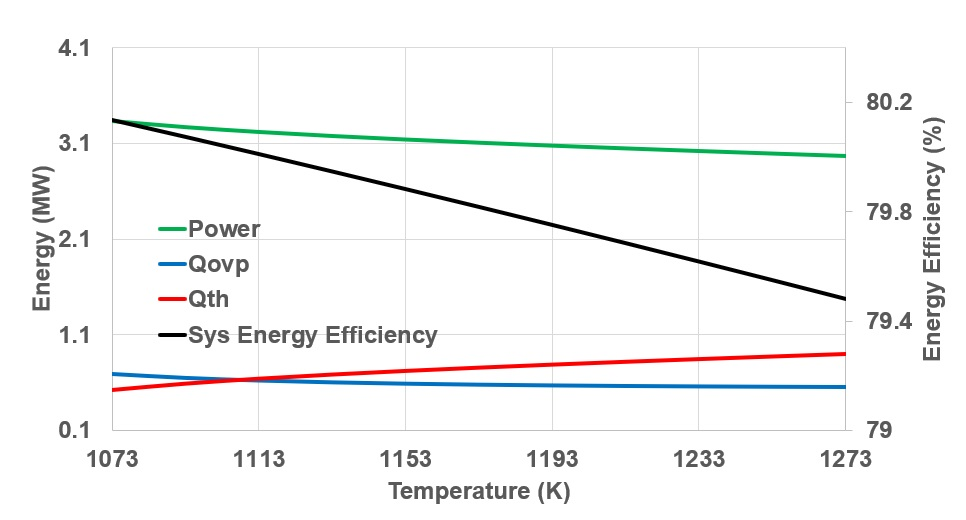 4.1
3.1
2.1
1.1
0.1
Energy (MW)
80.2
79.8
79.4
79
Energy Efficiency (%)
Power
Qovp
Qth
Sys Energy Efficiency
1073 1113 1153 1193 1233 1273
Temperature (K)